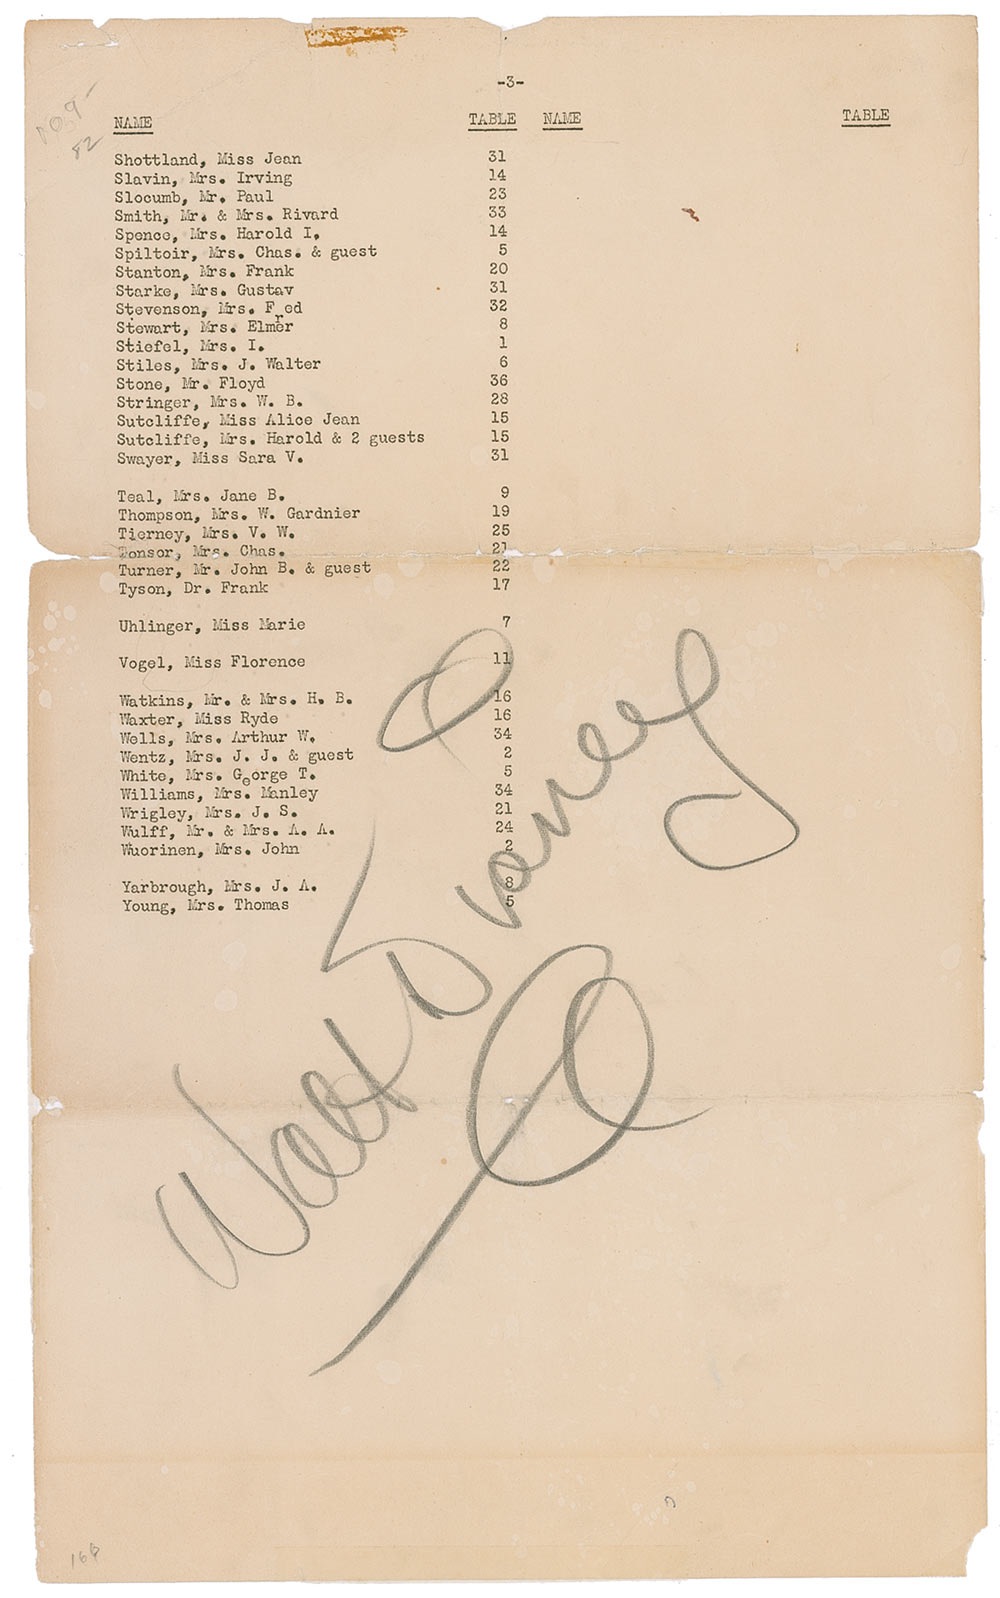 -3-
NAME TABLE NAME TABLE
Shottland, Miss Jean 31
Slavin, Mrs. Irving 14
Slocumb, Mr. Paul 23
Smith, Mr. & Mrs. Rivard 33
Spence, Mrs. Harold I. 14
Spiltoir, Mrs. Chas. & guest 5
Stanton, Mrs. Frank 20
Starke, Mrs. Gustav 31
Stevenson, Mrs. Fred 32
Stewart, Mrs. Elmer 8
Stiefel, Mrs. I. 1
Stiles, Mrs. J. Walter 6
Stone, Mr. Floyd 36
Stringer, Mrs. W. B. 28
Sutcliffe, Miss Alice Jean 15
Sutcliffe, Mrs. Harold & 2 guests 15
Swayer, Miss Sara V. 31
Teal, Mrs. Jane B. 9
Thompson, Mrs. W. Gardnier 19
Tierney, Mrs. V. W. 25
Tonsor, Mrs. Chas. 21
Turner, Mr. John B. & guest 22
Tyson, Dr. Frank 17
Uhlinger, Miss Marie 7
Vogel, Miss Florence 11
Watkins, Mr. & Mrs. H. B. 16
Waxter, Miss Ryde 16
Wells, Mrs. Arthur W. 34
Wentz, Mrs. J. J. & guest 2
White, Mrs. George T. 5
Williams, Mrs. Manley 34
Wrigley, Mrs. J. S. 21
Wulff, Mr. & Mrs. A. A. 24
Wuorinen, Mrs. John 2
Yarbrough, Mrs. J. A. 8
Young, Mrs. Thomas 5
Walt Disney